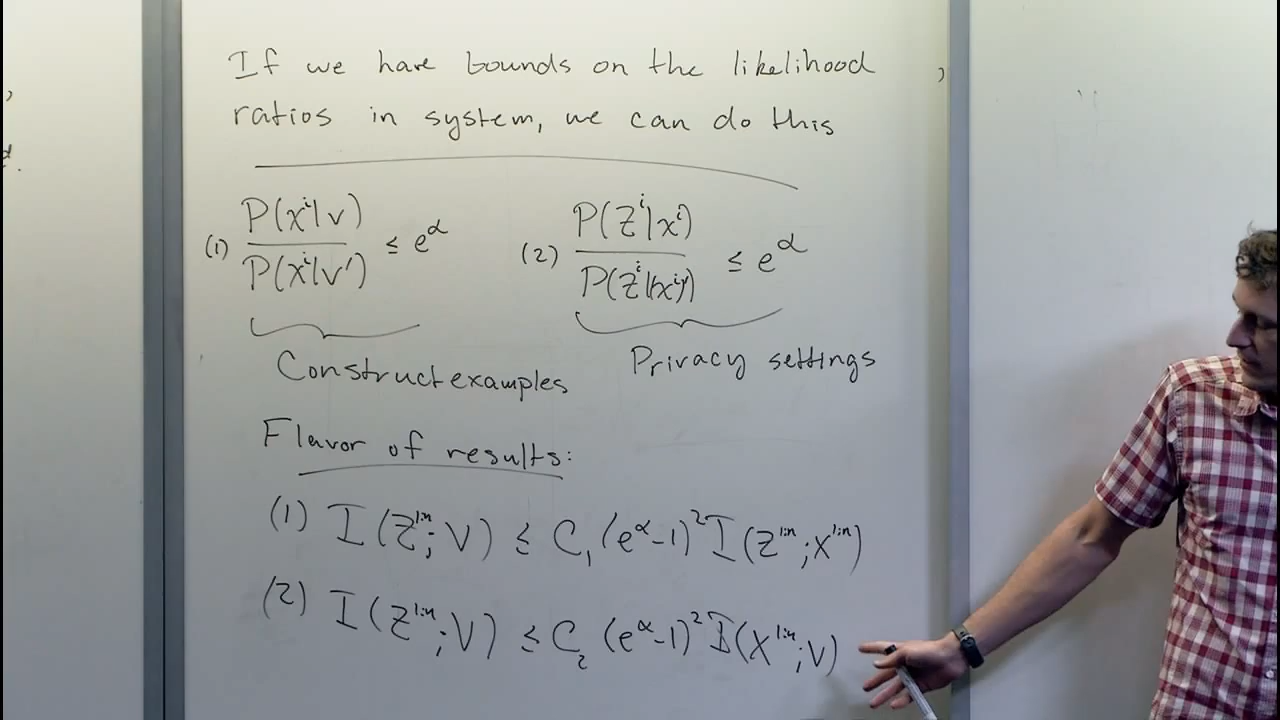 If we have bounds on the likelihood
ratios in system, we can do this
(1) P(X^i|v) / P(X^i|v') ≤ e^α (2) P(Z^i|x^i) / P(Z^i|(x^i)') ≤ e^α
Construct examples Privacy settings
Flavor of results:
(1) I(Z^{1:n}; V) ≤ C_1 (e^α-1)^2 I(Z^{1:n}; X^{1:n})
(2) I(Z^{1:n}; V) ≤ C_2 (e^α-1)^2 I(X^{1:n}; V)